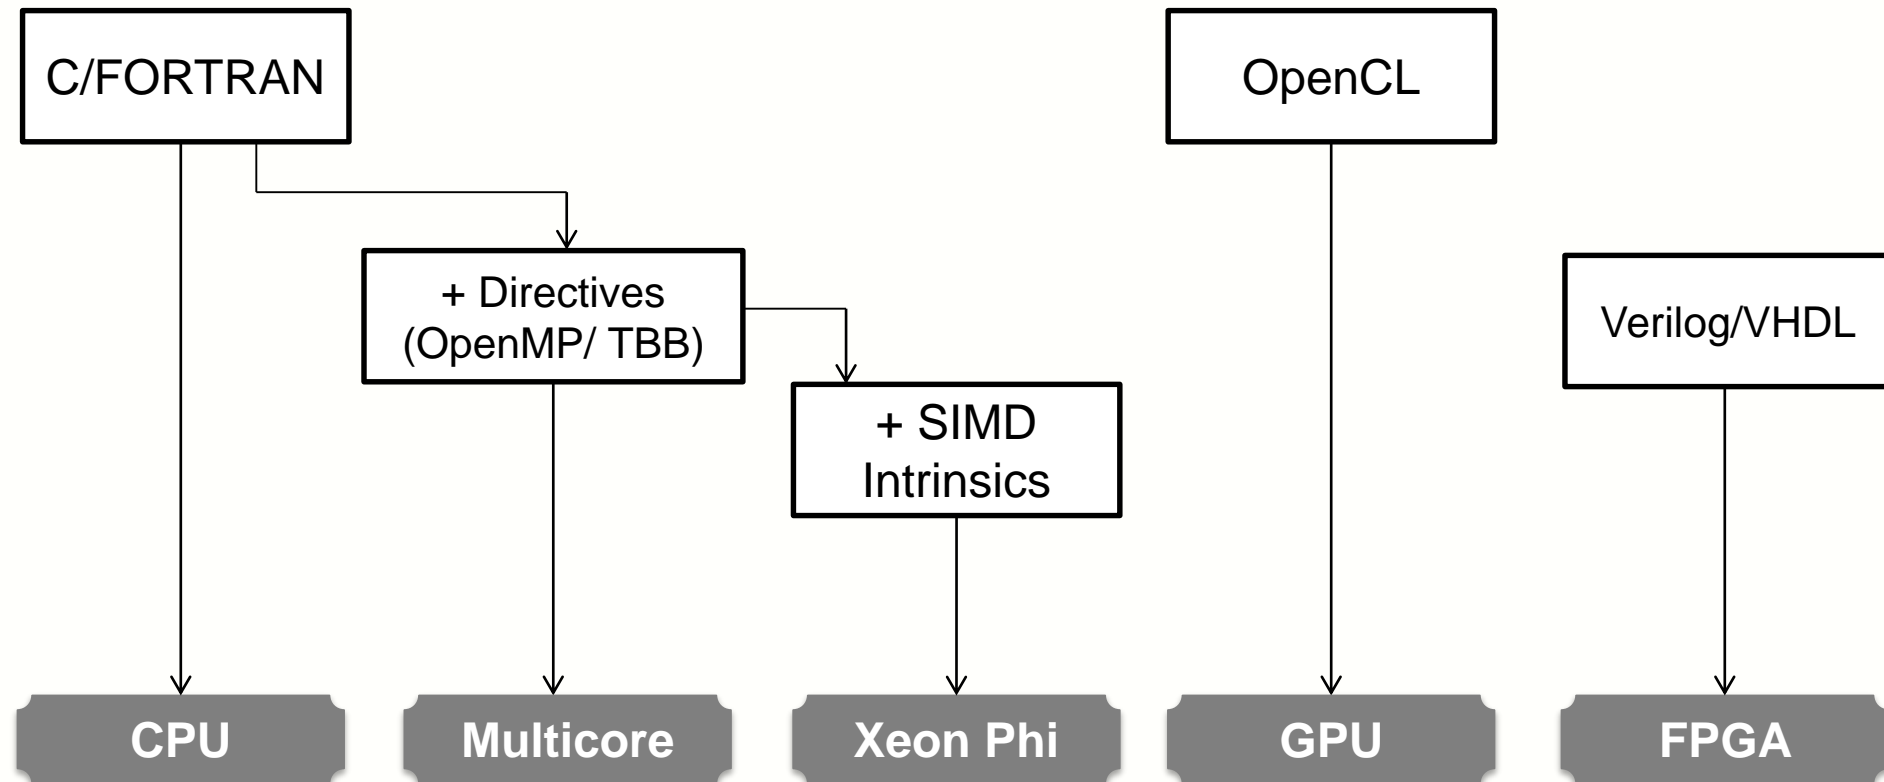 C/FORTRAN
OpenCL
+ Directives
(OpenMP/ TBB)
Verilog/VHDL
+ SIMD
Intrinsics
CPU
Multicore
Xeon Phi
GPU
FPGA